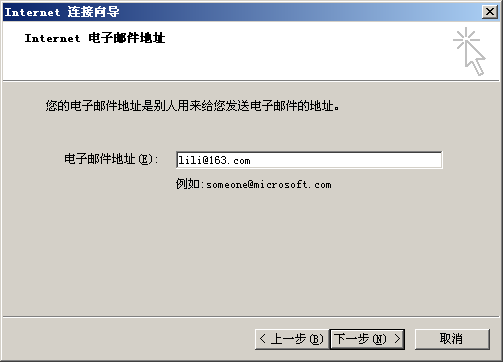 Internet 连接向导
Internet 电子邮件地址
您的电子邮件地址是别人用来给您发送电子邮件的地址。
电子邮件地址(E): lili@163.com
例如:someone@microsoft.com
< 上一步(B) 下一步(N) > 取消